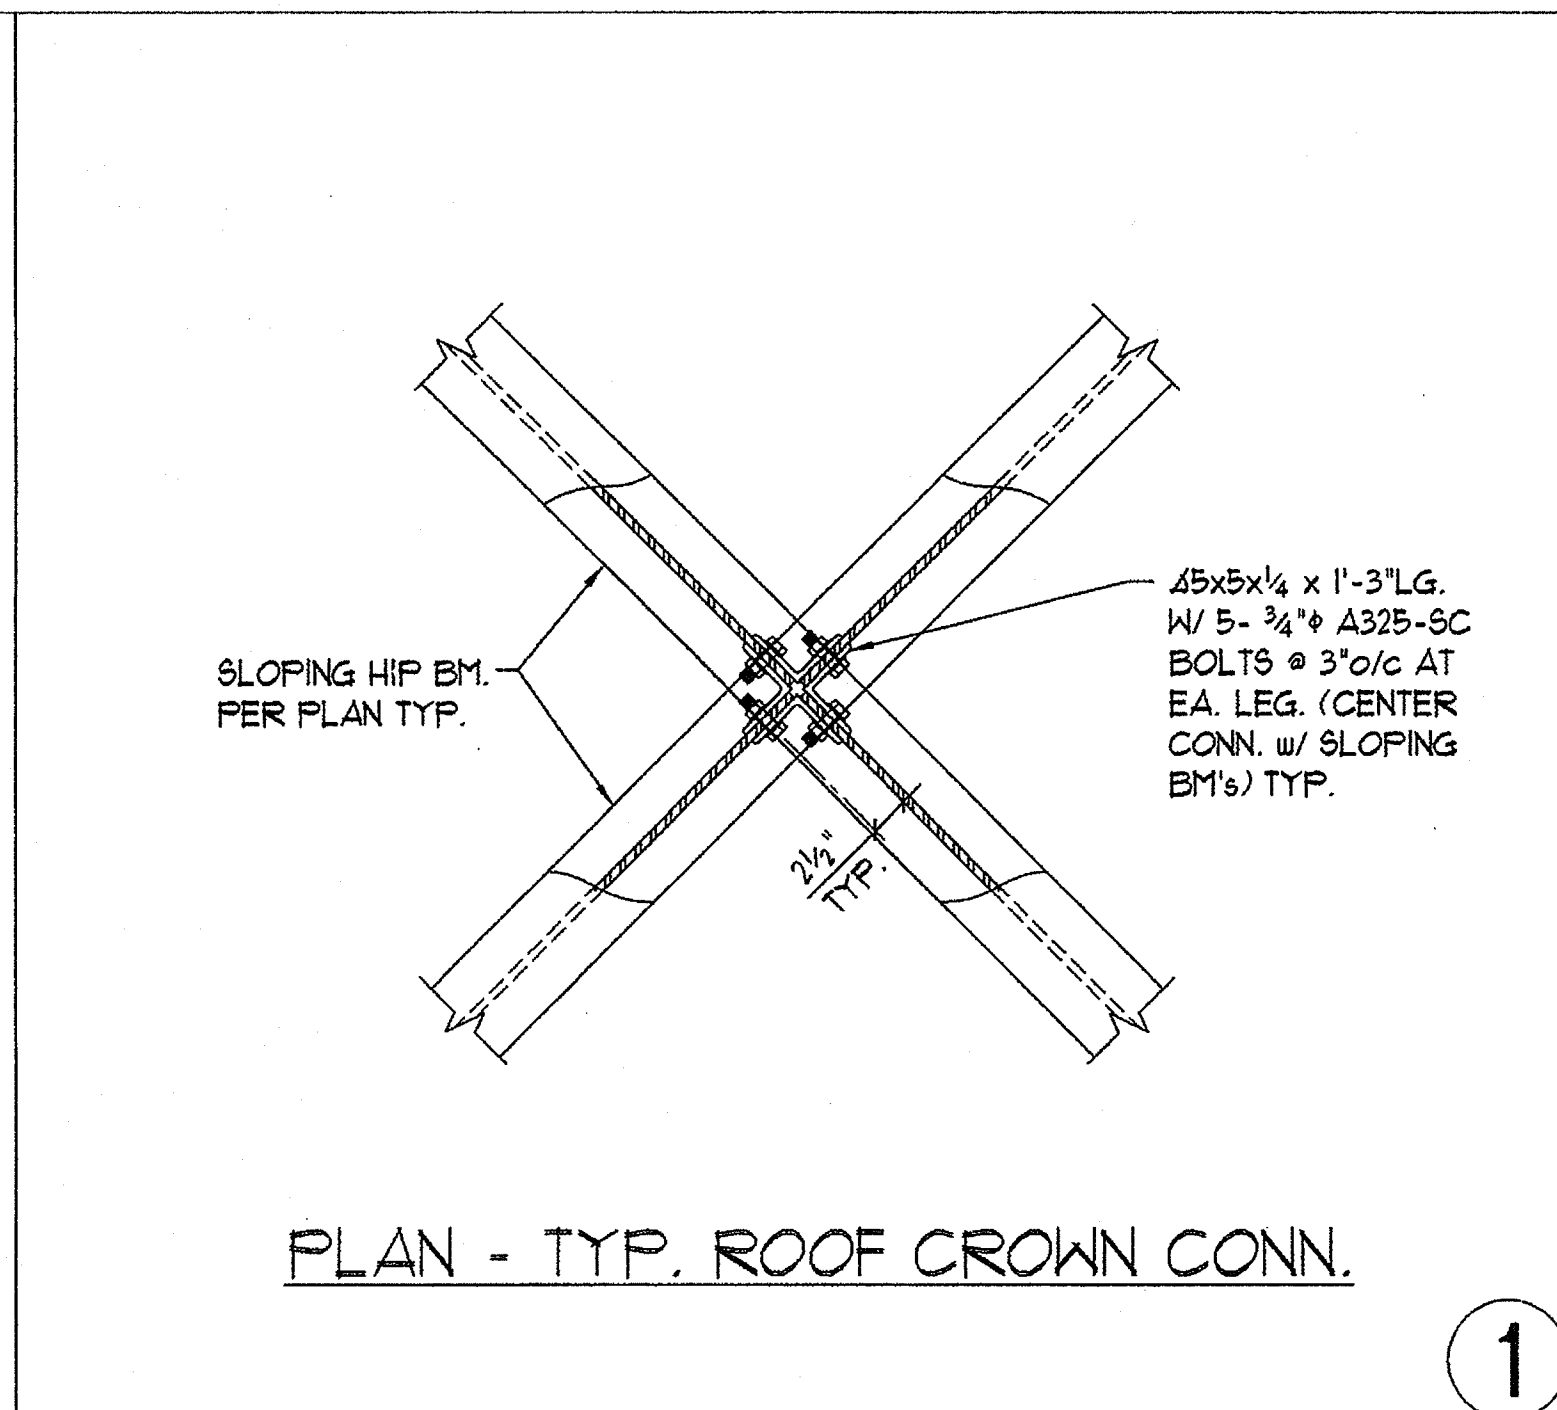 ∡5x5x¼ x 1'-3"LG.
W/ 5- ¾"ϕ A325-SC
BOLTS @ 3"o/c AT
EA. LEG. (CENTER
CONN. w/ SLOPING
BM's) TYP.
SLOPING HIP BM.
PER PLAN TYP.
2½"
TYP.
PLAN - TYP. ROOF CROWN CONN.
1